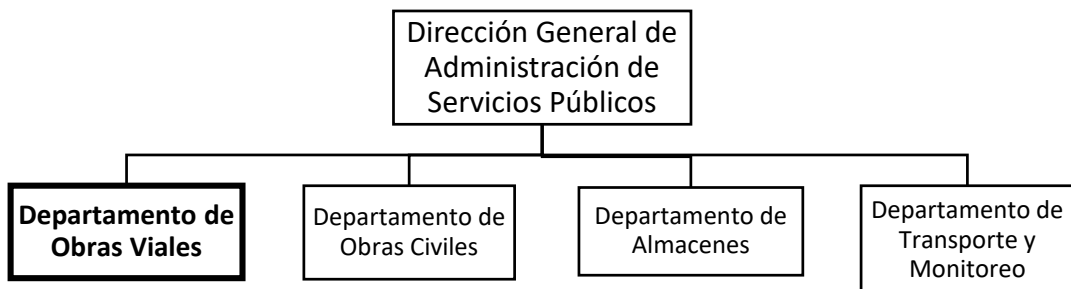 Dirección General de
Administración de
Servicios Públicos
Departamento de
Obras Viales
Departamento de
Obras Civiles
Departamento de
Almacenes
Departamento de
Transporte y
Monitoreo